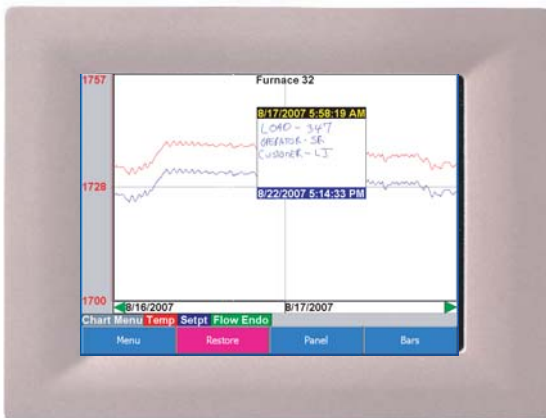 1757
Furnace 32
8/17/2007 5:58:19 AM
LOAD - 347
OPERATOR - SR
CUSTOMER - LJ
1728
8/22/2007 5:14:33 PM
1700
8/16/2007 8/17/2007
Chart Menu Temp Setpt Flow Endo
Menu Restore Panel Bars